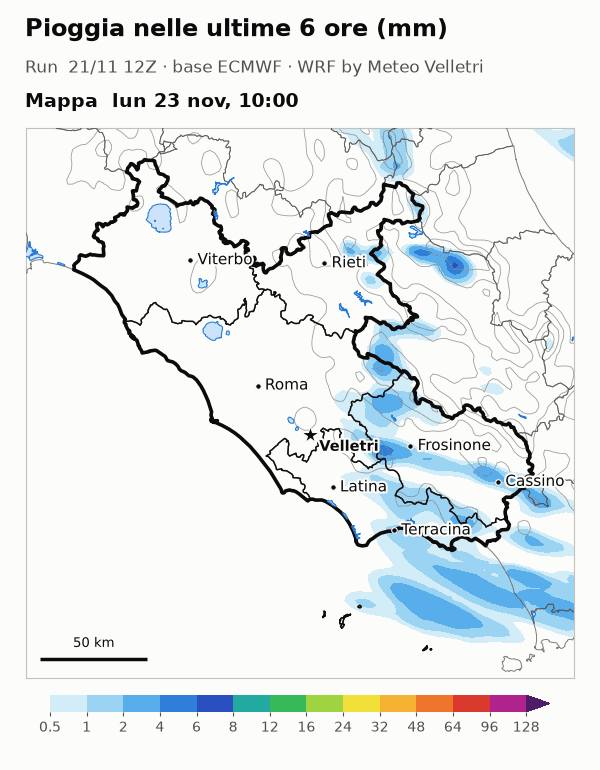 Pioggia nelle ultime 6 ore (mm)
Run  21/11 12Z · base ECMWF · WRF by Meteo Velletri
Mappa  lun 23 nov, 10:00
Viterbo
Rieti
Roma
Velletri
Frosinone
Latina
Cassino
Terracina
50 km
0.5 1 2 4 6 8 12 16 24 32 48 64 96 128